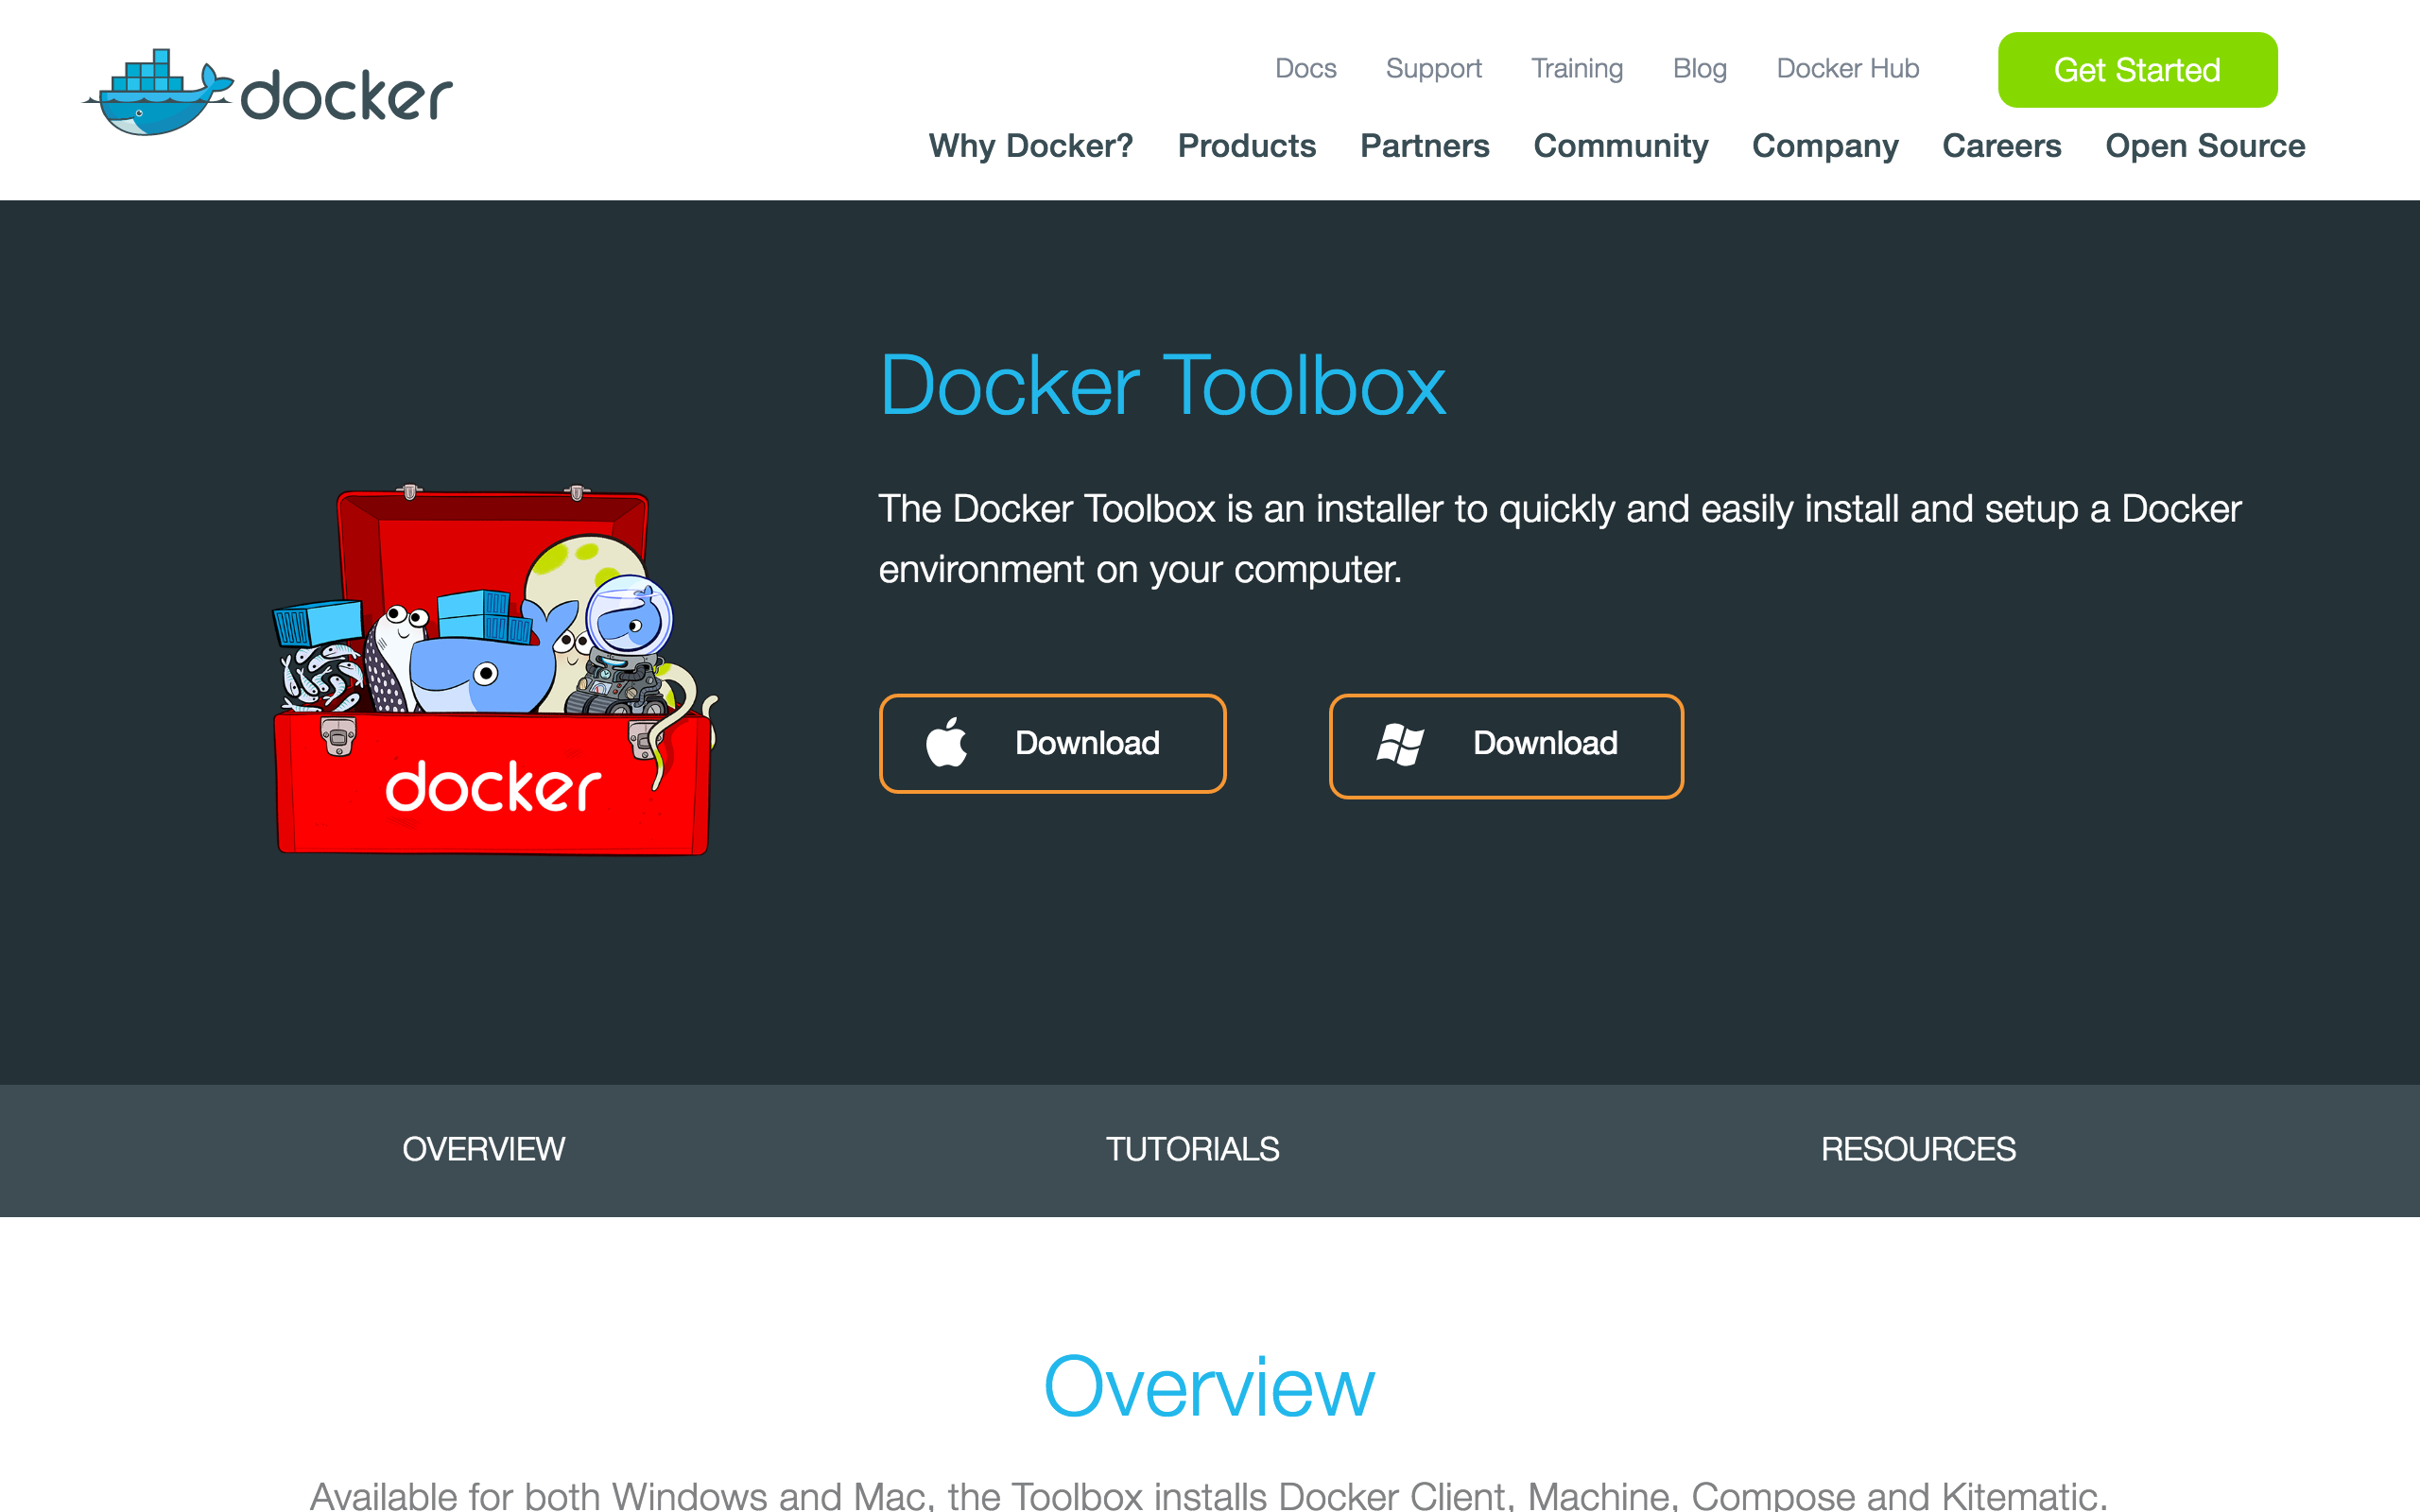 docker
Docs Support Training Blog Docker Hub Get Started
Why Docker? Products Partners Community Company Careers Open Source
Docker Toolbox
The Docker Toolbox is an installer to quickly and easily install and setup a Docker
environment on your computer.
Download Download
docker
OVERVIEW TUTORIALS RESOURCES
Overview
Available for both Windows and Mac, the Toolbox installs Docker Client, Machine, Compose and Kitematic.